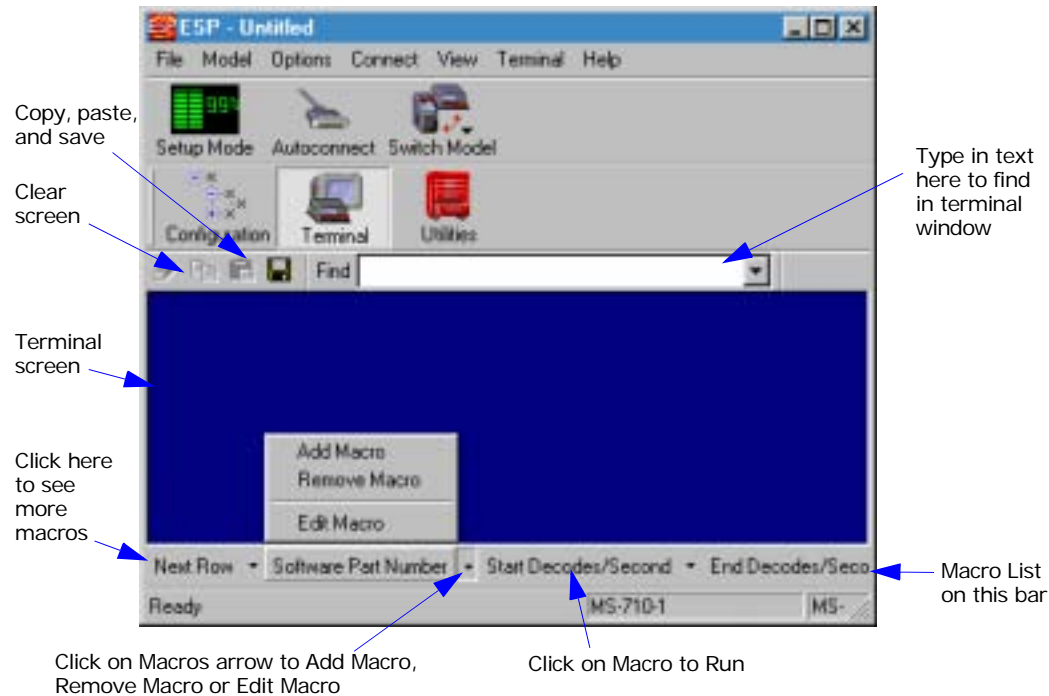 ESP - Untitled
File Model Options Connect View Terminal Help
99%
Setup Mode Autoconnect Switch Model
Configuration Terminal Utilities
Find
Add Macro
Remove Macro
Edit Macro
Next Row Software Part Number Start Decodes/Second End Decodes/Seco
Ready MS-710-1 MS-
Copy, paste,
and save
Clear
screen
Terminal
screen
Click here
to see
more
macros
Type in text
here to find
in terminal
window
Macro List
on this bar
Click on Macros arrow to Add Macro,
Remove Macro or Edit Macro
Click on Macro to Run